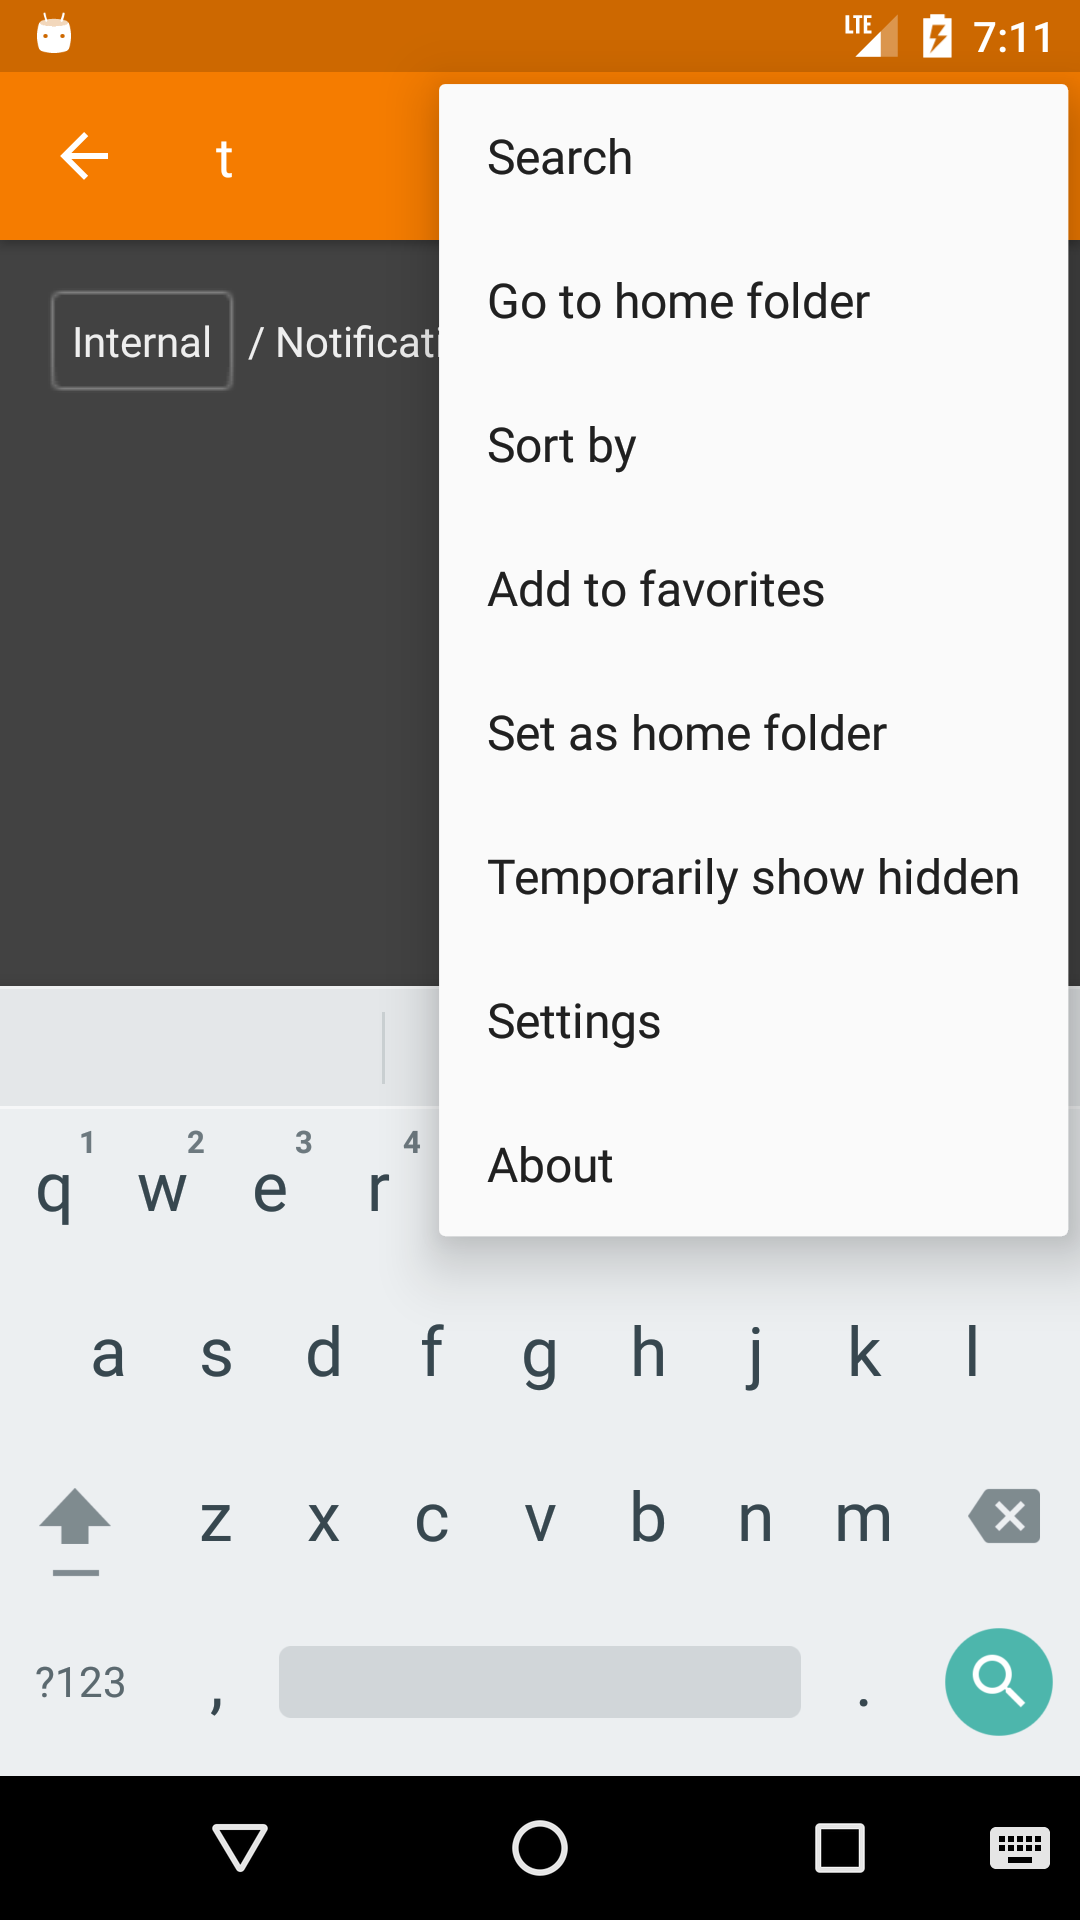 LTE 7:11
t
Search
Go to home folder
Internal / Notificati
Sort by
Add to favorites
Set as home folder
Temporarily show hidden
Settings
About
1 2 3 4
q w e r
a s d f g h j k l
z x c v b n m
?123 , .